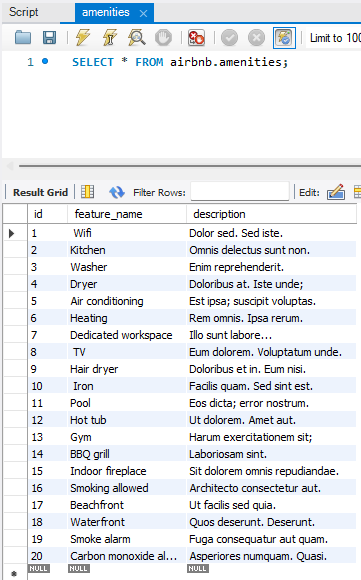 Script amenities
Limit to 100
1 SELECT * FROM airbnb.amenities;
Result Grid Filter Rows: Edit:
id feature_name description
1 Wifi Dolor sed. Sed iste.
2 Kitchen Omnis delectus sunt non.
3 Washer Enim reprehenderit.
4 Dryer Doloribus at. Iste unde;
5 Air conditioning Est ipsa; suscipit voluptas.
6 Heating Rem omnis. Ipsa rerum.
7 Dedicated workspace Illo sunt labore...
8 TV Eum dolorem. Voluptatum unde.
9 Hair dryer Doloribus et in. Eum nisi.
10 Iron Facilis quam. Sed sint est.
11 Pool Eos dicta; error nostrum.
12 Hot tub Ut dolorem. Amet aut.
13 Gym Harum exercitationem sit;
14 BBQ grill Laboriosam sint.
15 Indoor fireplace Sit dolorem omnis repudiandae.
16 Smoking allowed Architecto consectetur aut.
17 Beachfront Ut facilis sed quia.
18 Waterfront Quos deserunt. Deserunt.
19 Smoke alarm Fuga consequatur aut quam.
20 Carbon monoxide al... Asperiores numquam. Quasi.
NULL NULL NULL